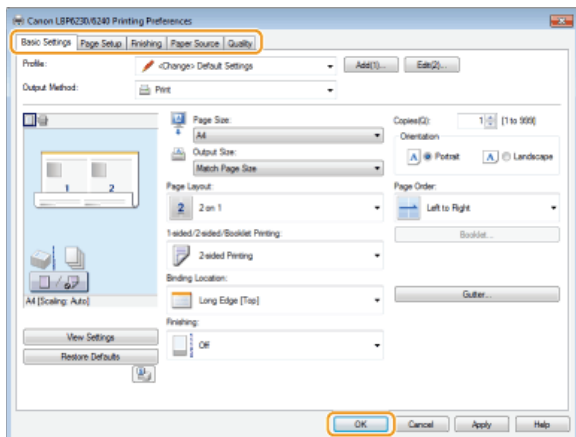 Canon LBP6230/6240 Printing Preferences
Basic Settings Page Setup Finishing Paper Source Quality
Profile: <Change> Default Settings Add(1)... Edit(2)...
Output Method: Print
Page Size: Copies(Q): 1 [1 to 999]
A4 Orientation
Output Size: A Portrait A Landscape
Match Page Size
Page Layout: Page Order:
2 2 on 1 Left to Right
1 2
1-sided/2-sided/Booklet Printing: Booklet...
2-sided Printing
Binding Location:
A4 [Scaling: Auto] Long Edge [Top] Gutter...
Finishing:
View Settings Off
Restore Defaults
OK Cancel Apply Help